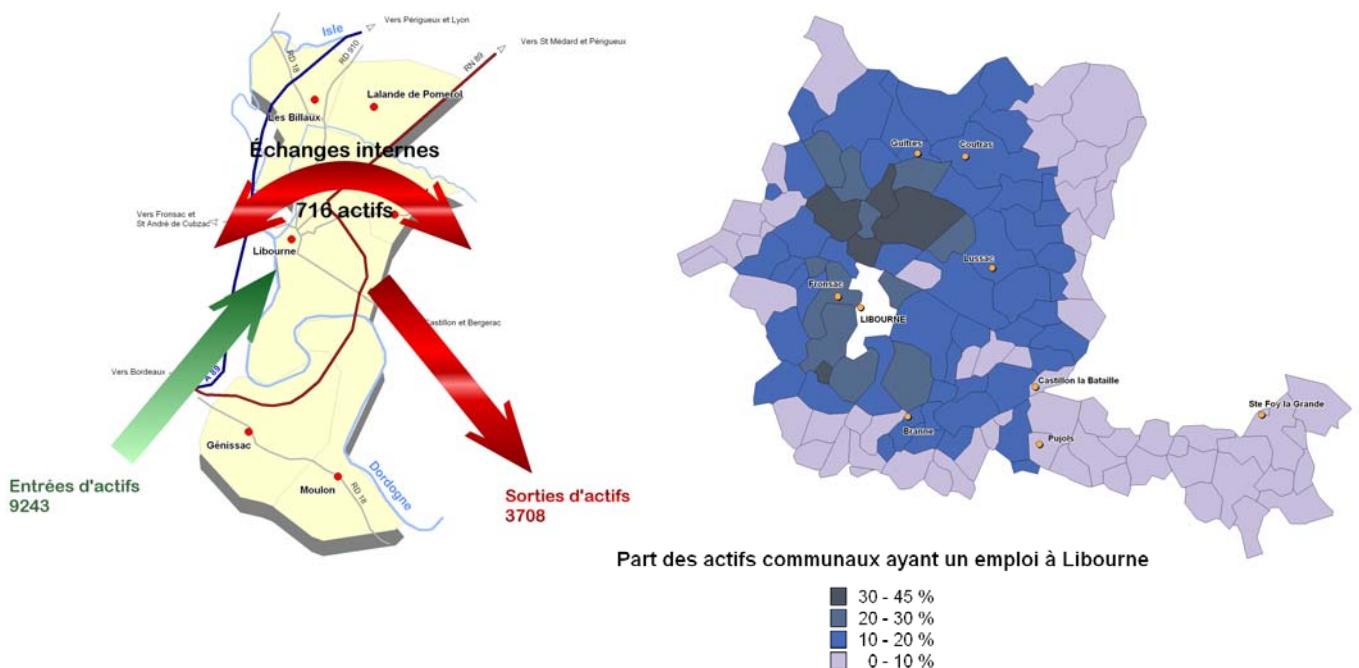 Vers Périgueux et Lyon
Isle
RD 18
RD 910
Vers St Médard et Périgueux
RN 89
Lalande de Pomerol
Les Billaux
Échanges internes
716 actifs
Vers Fronsac et
St André de Cubzac
Libourne
Castillon et Bergerac
Vers Bordeaux
A 89
Génissac
Moulon
RD 18
Dordogne
Entrées d'actifs
9243
Sorties d'actifs
3708
Guitres
Coutras
Lussac
Fronsac
LIBOURNE
Castillon la Bataille
Ste Foy la Grande
Branne
Pujols
Part des actifs communaux ayant un emploi à Libourne
30 - 45 %
20 - 30 %
10 - 20 %
0 - 10 %